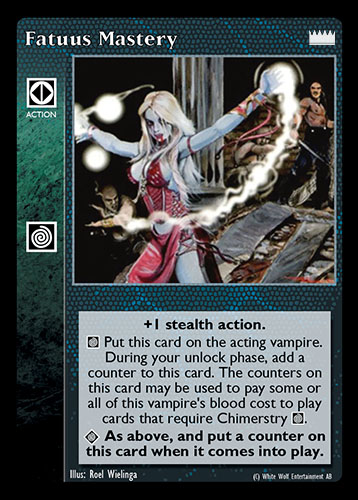 Fatuus Mastery
ACTION
+1 stealth action.
Put this card on the acting vampire.
During your unlock phase, add a
counter to this card. The counters on
this card may be used to pay some or
all of this vampire's blood cost to play
cards that require Chimerstry .
As above, and put a counter on
this card when it comes into play.
Illus: Roel Wielinga
(C) White Wolf Entertainment AB